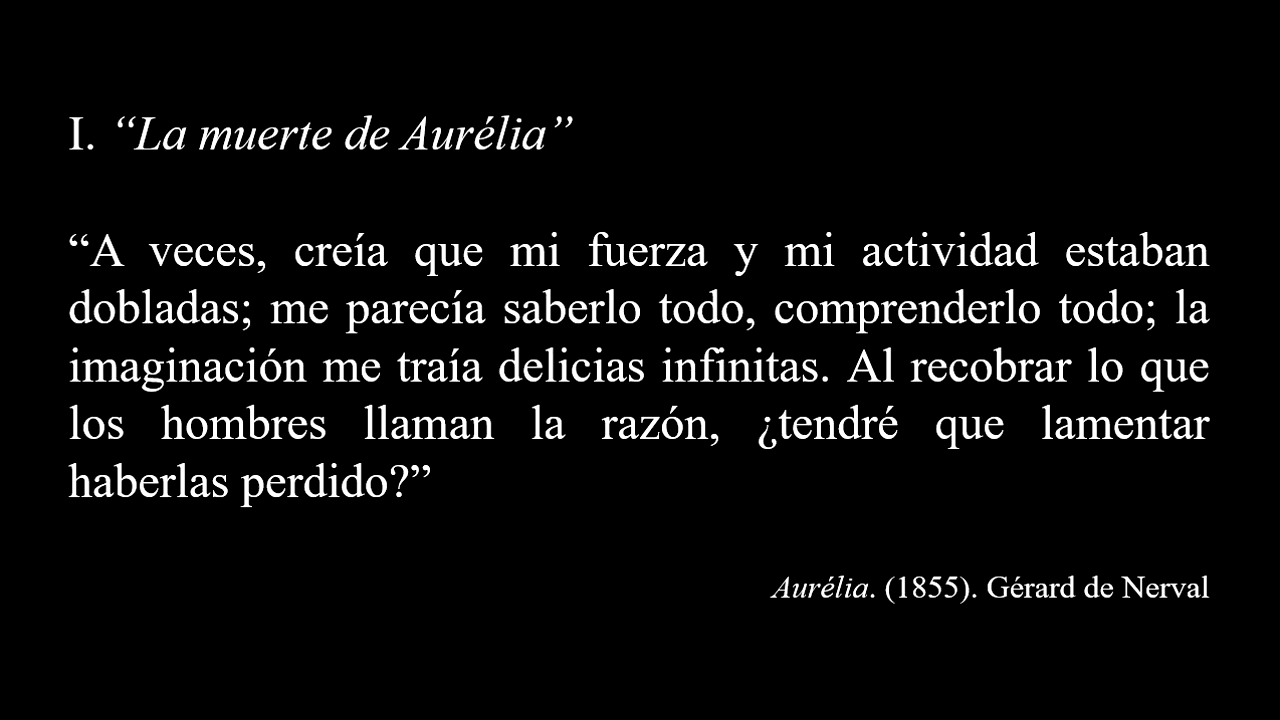 I. “La muerte de Aurélia”
“A veces, creía que mi fuerza y mi actividad estaban
dobladas; me parecía saberlo todo, comprenderlo todo; la
imaginación me traía delicias infinitas. Al recobrar lo que
los hombres llaman la razón, ¿tendré que lamentar
haberlas perdido?”
Aurélia. (1855). Gérard de Nerval